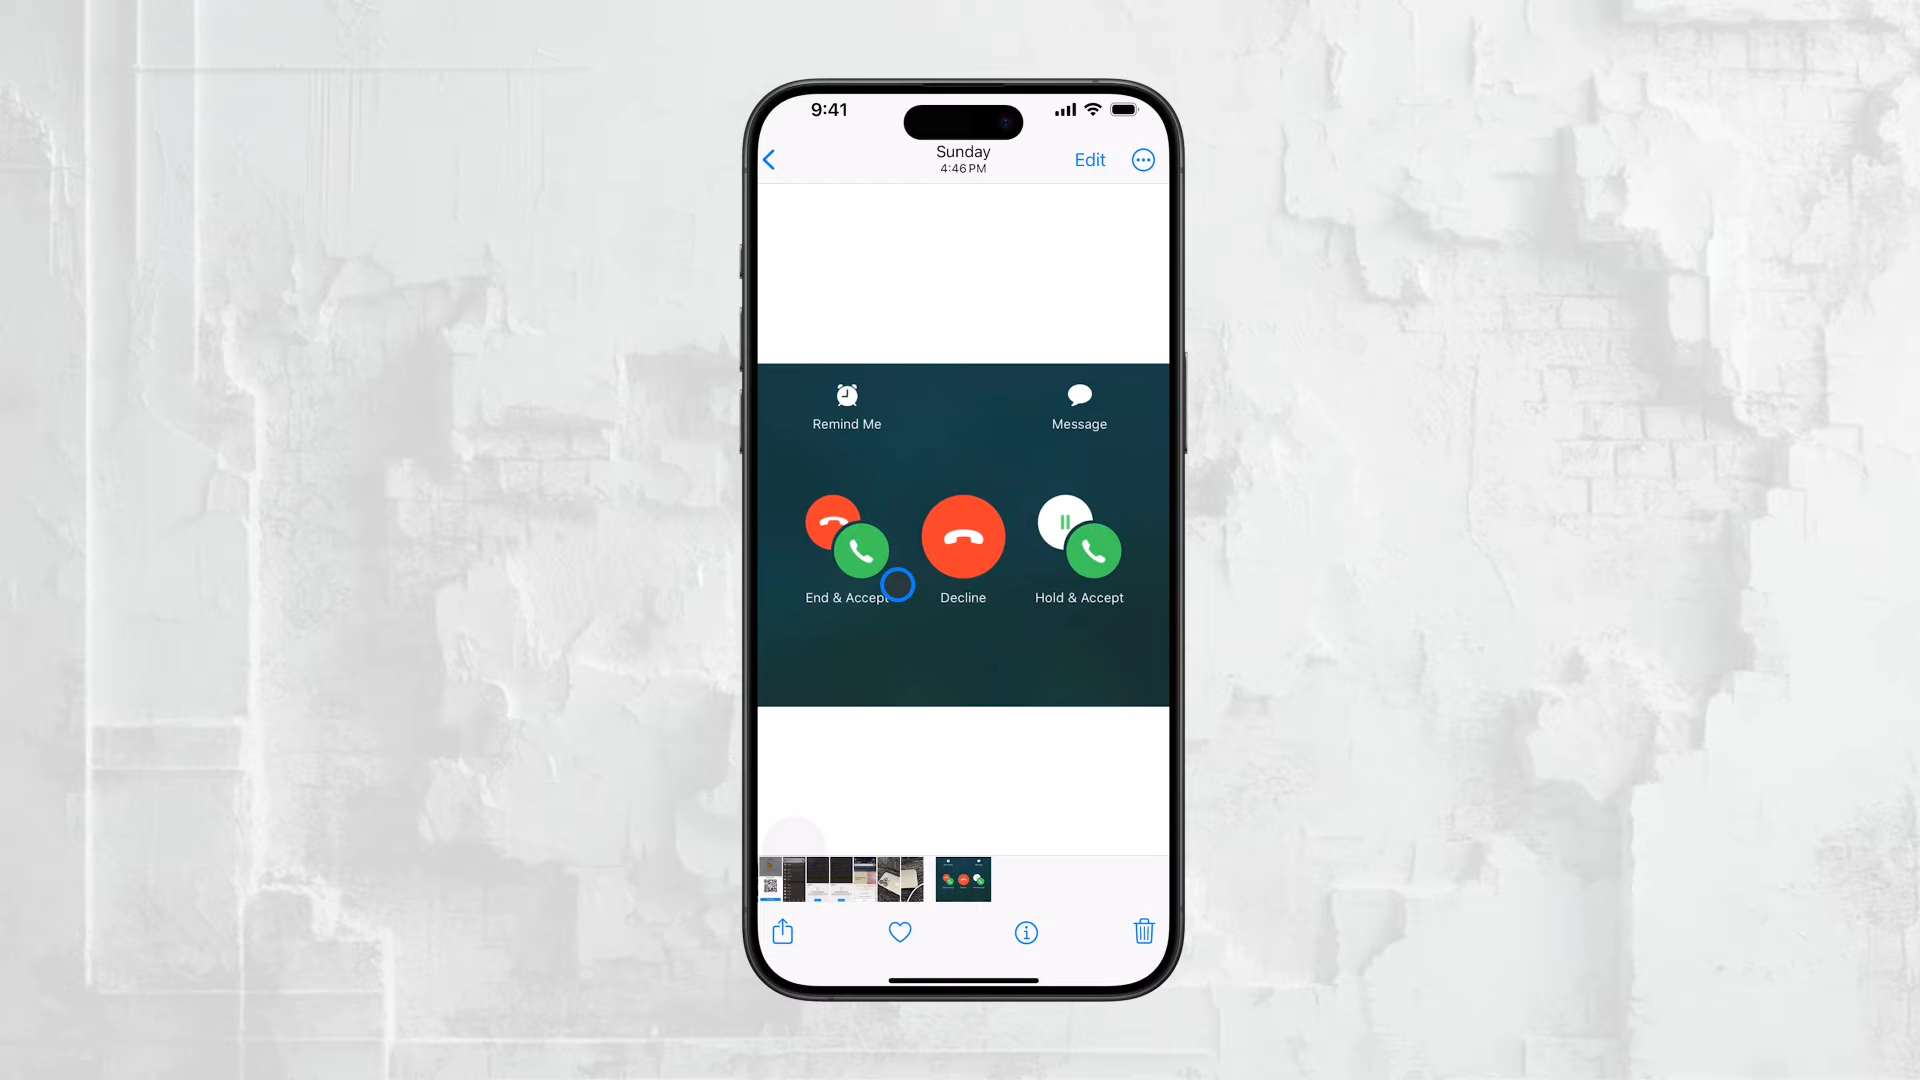 9:41
Sunday
4:46 PM
Edit
Remind Me
Message
End & Accept
Decline
Hold & Accept